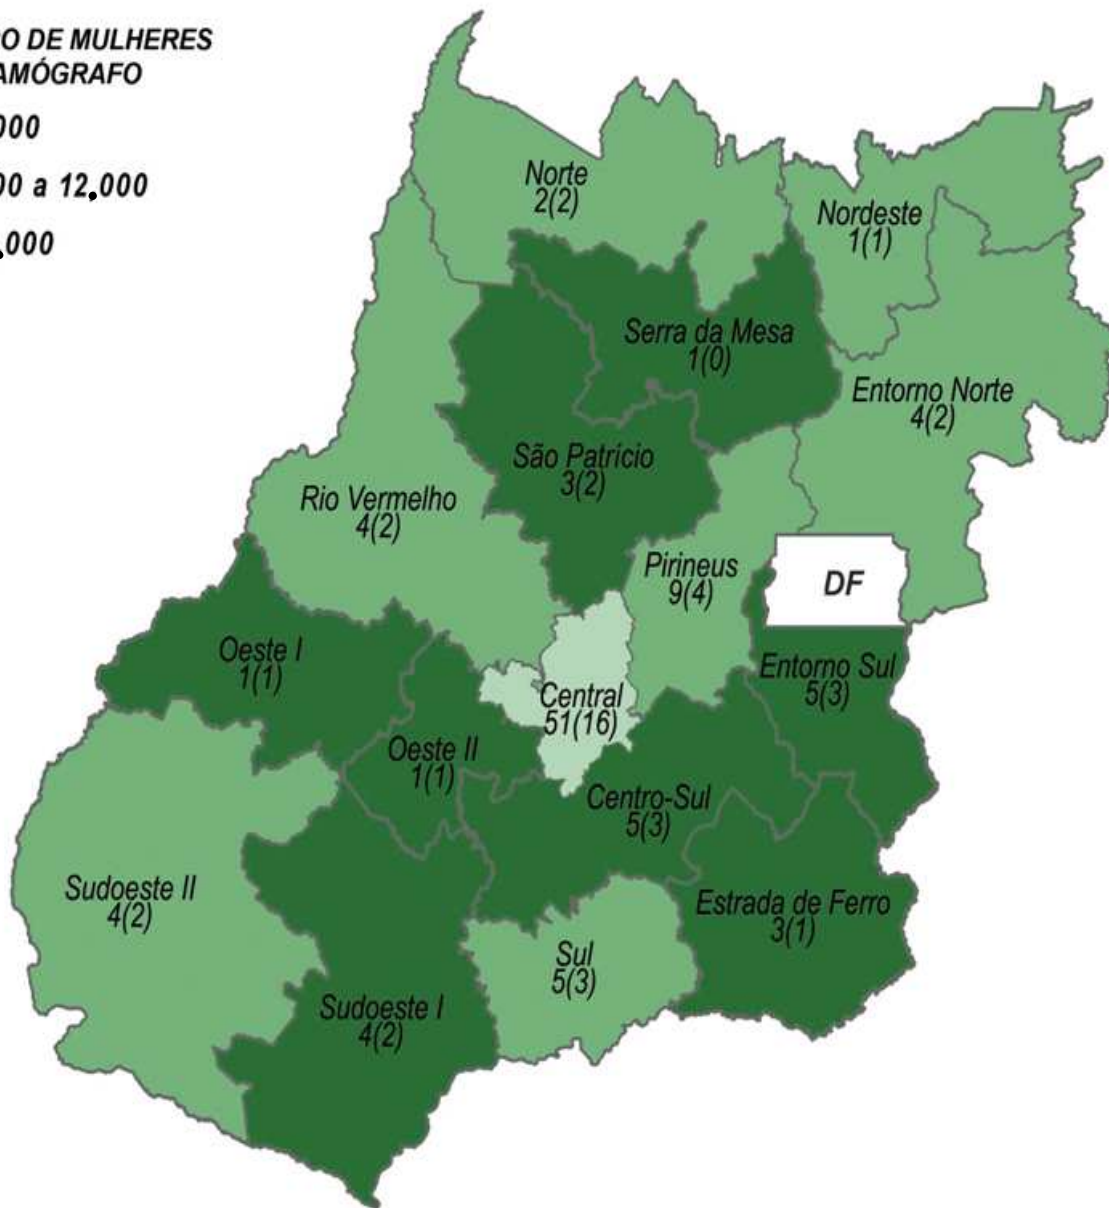 O DE MULHERES
AMÓGRAFO
000
00 a 12,000
,000
Norte
2(2)
Nordeste
1(1)
Serra da Mesa
1(0)
Entorno Norte
4(2)
São Patrício
3(2)
Rio Vermelho
4(2)
Pirineus
9(4)
DF
Oeste I
1(1)
Entorno Sul
5(3)
Central
51(16)
Oeste II
1(1)
Centro-Sul
5(3)
Sudoeste II
4(2)
Estrada de Ferro
3(1)
Sul
5(3)
Sudoeste I
4(2)